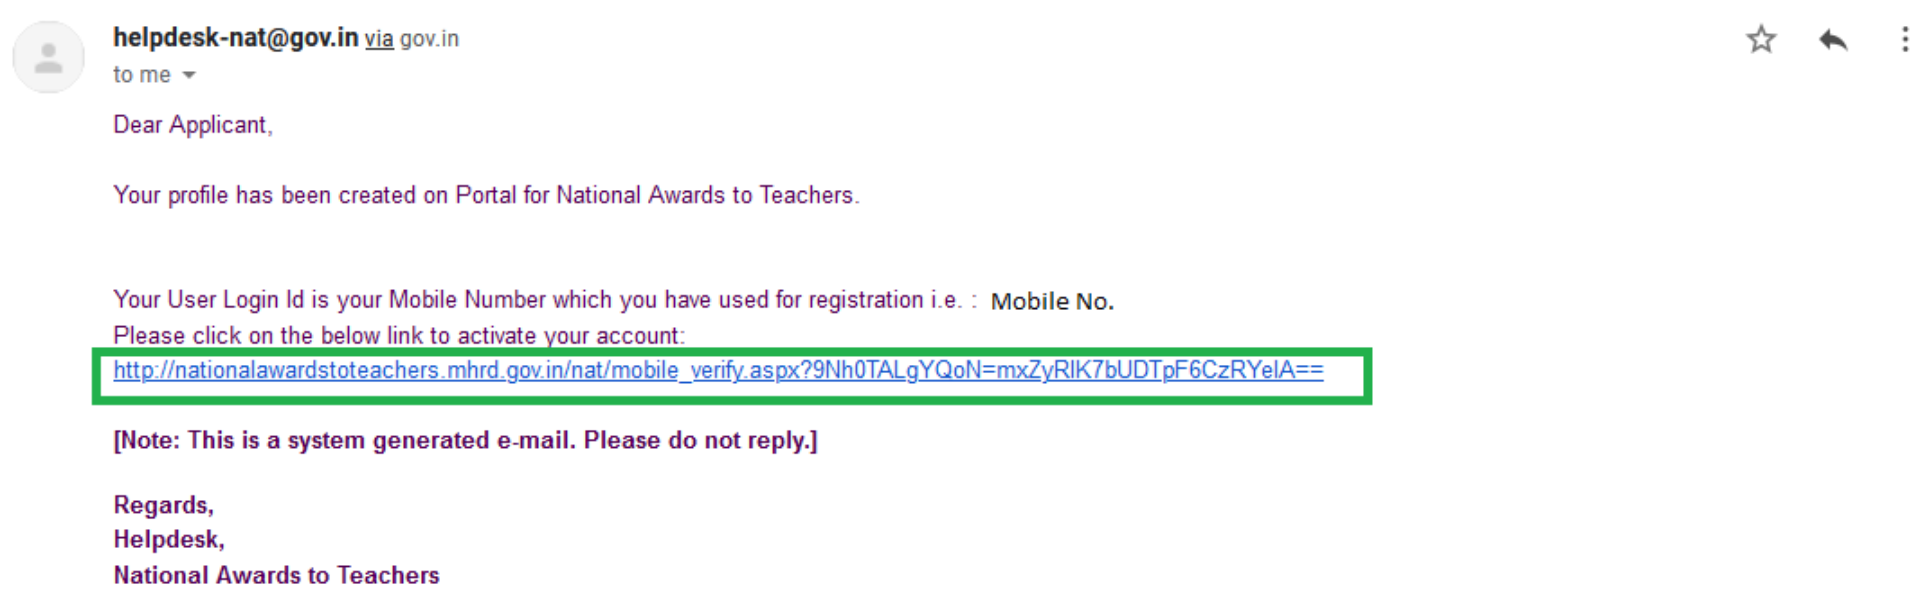 helpdesk-nat@gov.in via gov.in
to me
Dear Applicant,
Your profile has been created on Portal for National Awards to Teachers.
Your User Login Id is your Mobile Number which you have used for registration i.e. : Mobile No.
Please click on the below link to activate your account:
http://nationalawardstoteachers.mhrd.gov.in/nat/mobile_verify.aspx?9Nh0TALgYQoN=mxZyRlK7bUDTpF6CzRYelA==
[Note: This is a system generated e-mail. Please do not reply.]
Regards,
Helpdesk,
National Awards to Teachers